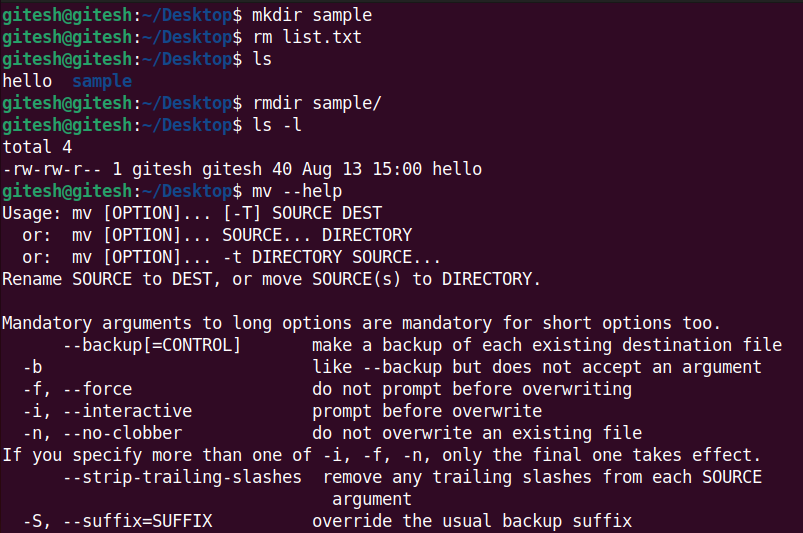 gitesh@gitesh:~/Desktop$ mkdir sample
gitesh@gitesh:~/Desktop$ rm list.txt
gitesh@gitesh:~/Desktop$ ls
hello  sample
gitesh@gitesh:~/Desktop$ rmdir sample/
gitesh@gitesh:~/Desktop$ ls -l
total 4
-rw-rw-r-- 1 gitesh gitesh 40 Aug 13 15:00 hello
gitesh@gitesh:~/Desktop$ mv --help
Usage: mv [OPTION]... [-T] SOURCE DEST
  or:  mv [OPTION]... SOURCE... DIRECTORY
  or:  mv [OPTION]... -t DIRECTORY SOURCE...
Rename SOURCE to DEST, or move SOURCE(s) to DIRECTORY.

Mandatory arguments to long options are mandatory for short options too.
      --backup[=CONTROL]       make a backup of each existing destination file
  -b                           like --backup but does not accept an argument
  -f, --force                  do not prompt before overwriting
  -i, --interactive            prompt before overwrite
  -n, --no-clobber             do not overwrite an existing file
If you specify more than one of -i, -f, -n, only the final one takes effect.
      --strip-trailing-slashes  remove any trailing slashes from each SOURCE
                                 argument
  -S, --suffix=SUFFIX          override the usual backup suffix